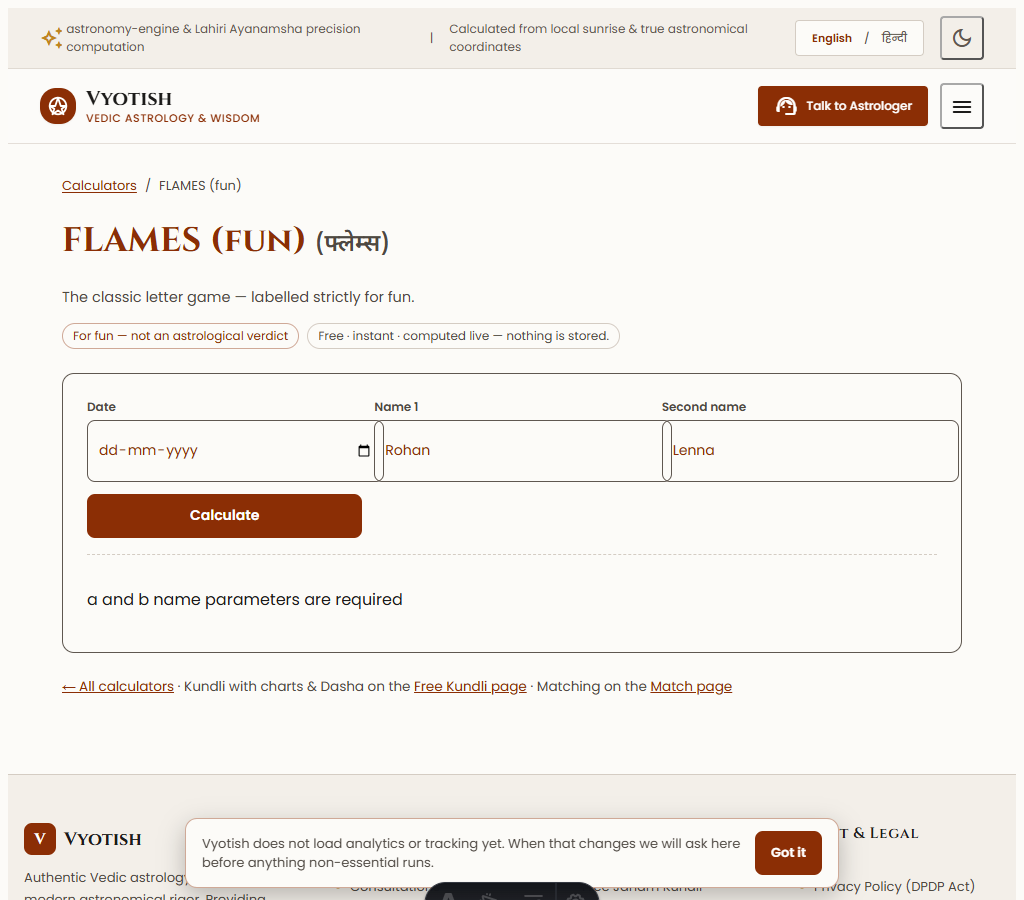 astronomy-engine & Lahiri Ayanamsha precision computation
|
Calculated from local sunrise & true astronomical coordinates
English / हिन्दी
Vyotish
VEDIC ASTROLOGY & WISDOM
Talk to Astrologer
Calculators / FLAMES (fun)
FLAMES (fun) (फ्लेम्स)
The classic letter game — labelled strictly for fun.
For fun — not an astrological verdict
Free · instant · computed live — nothing is stored.
Date
Name 1
Second name
dd-mm-yyyy
Rohan
Lenna
Calculate
a and b name parameters are required
← All calculators · Kundli with charts & Dasha on the Free Kundli page · Matching on the Match page
V Vyotish
Vyotish does not load analytics or tracking yet. When that changes we will ask here
before anything non-essential runs.
Got it
& Legal
Authentic Vedic astrology
modern astronomical rigor. Providing
Privacy Policy (DPDP Act)